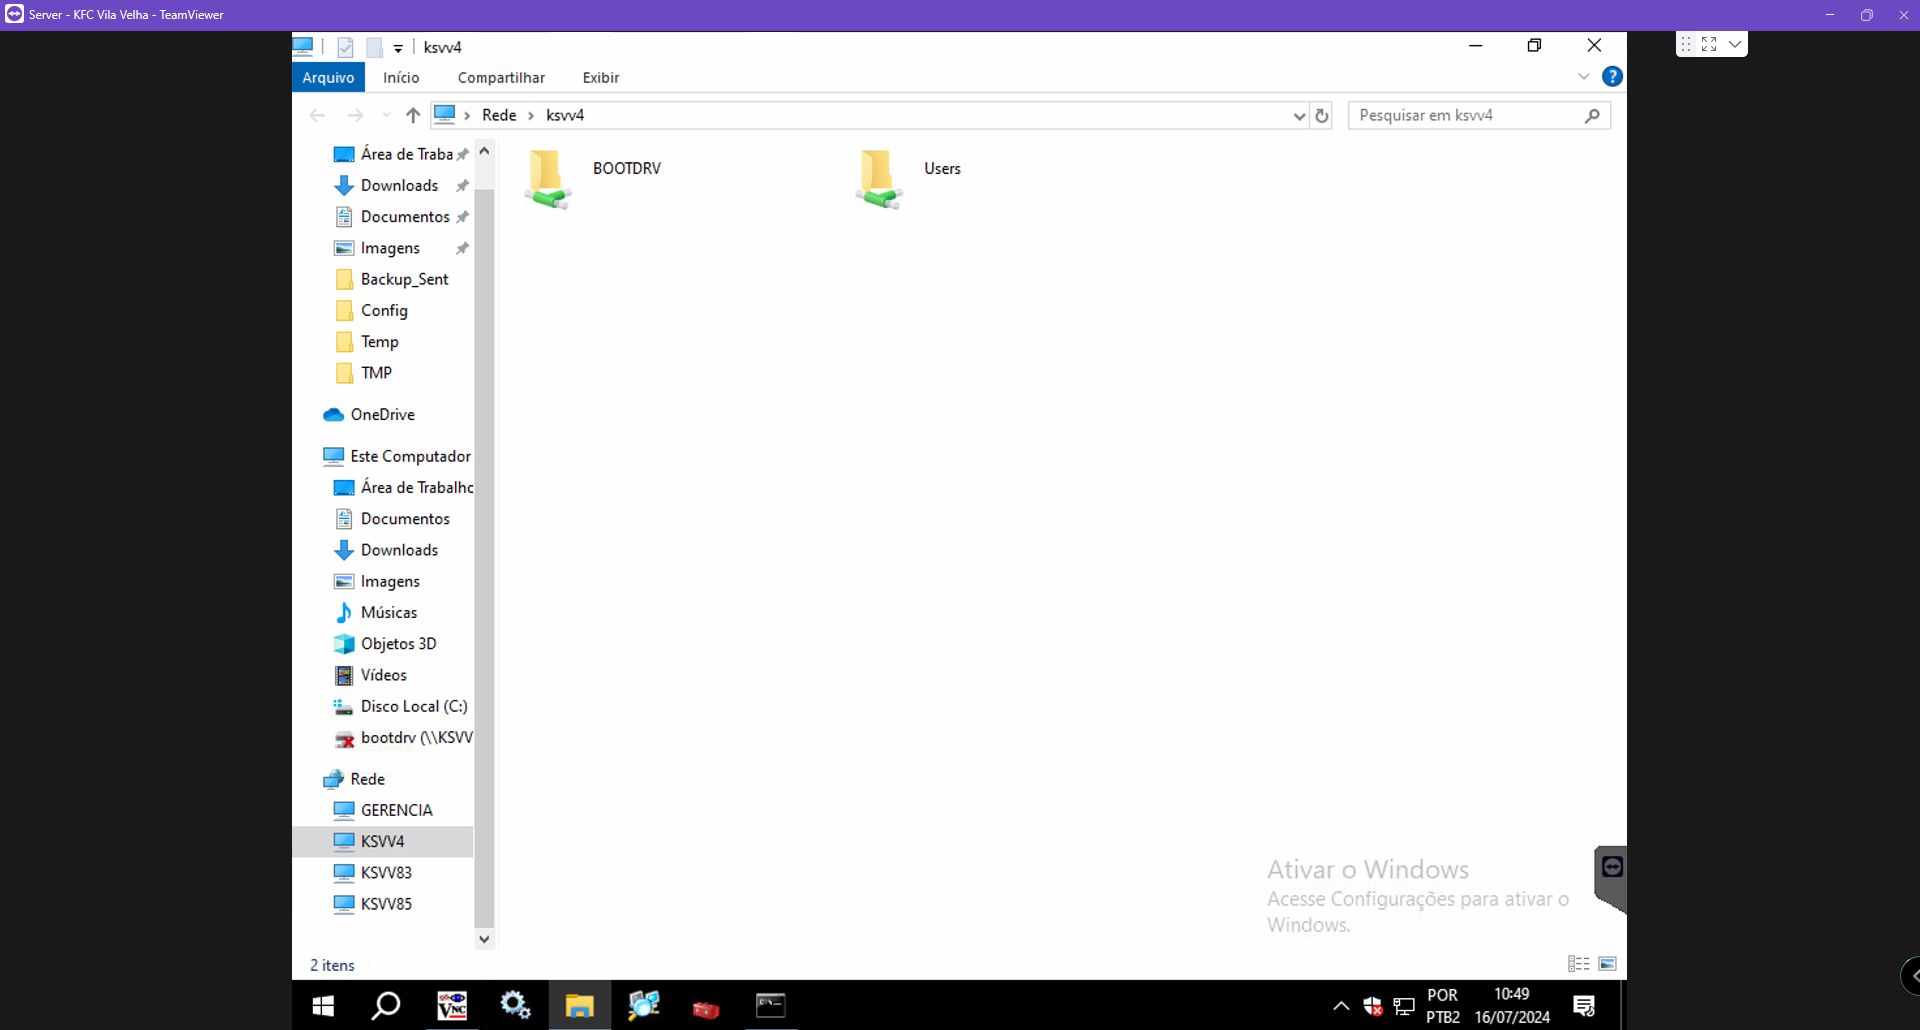 Server - KFC Vila Velha - TeamViewer
ksvv4
Arquivo Início Compartilhar Exibir
Rede ksvv4
Pesquisar em ksvv4
Área de Traba
Downloads
Documentos
Imagens
Backup_Sent
Config
Temp
TMP
OneDrive
Este Computador
Área de Trabalho
Documentos
Downloads
Imagens
Músicas
Objetos 3D
Vídeos
Disco Local (C:)
bootdrv (\\KSVV
Rede
GERENCIA
KSVV4
KSVV83
KSVV85
BOOTDRV
Users
Ativar o Windows
Acesse Configurações para ativar o
Windows.
2 itens
VNC
POR
PTB2
10:49
16/07/2024